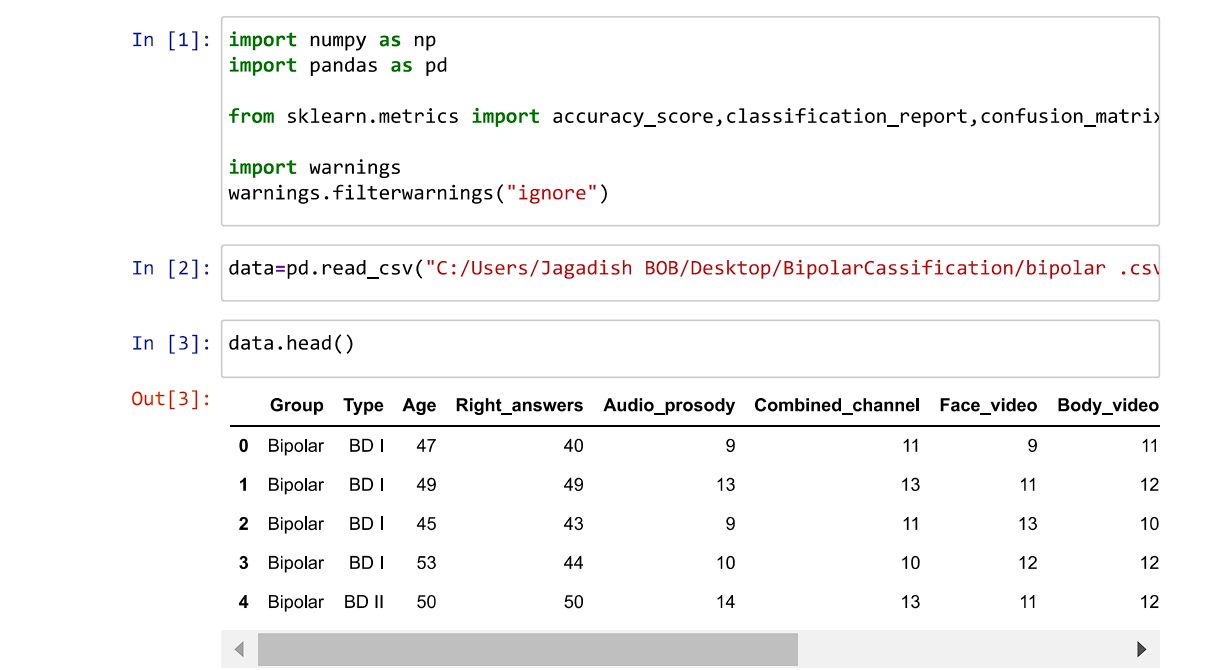 In [1]: import numpy as np
import pandas as pd
from sklearn.metrics import accuracy_score,classification_report,confusion_matrix
import warnings
warnings.filterwarnings("ignore")
In [2]: data=pd.read_csv("C:/Users/Jagadish BOB/Desktop/BipolarCassification/bipolar .csv
In [3]: data.head()
Out[3]:
Group Type Age Right_answers Audio_prosody Combined_channel Face_video Body_video
0 Bipolar BD I 47 40 9 11 9 11
1 Bipolar BD I 49 49 13 13 11 12
2 Bipolar BD I 45 43 9 11 13 10
3 Bipolar BD I 53 44 10 10 12 12
4 Bipolar BD II 50 50 14 13 11 12